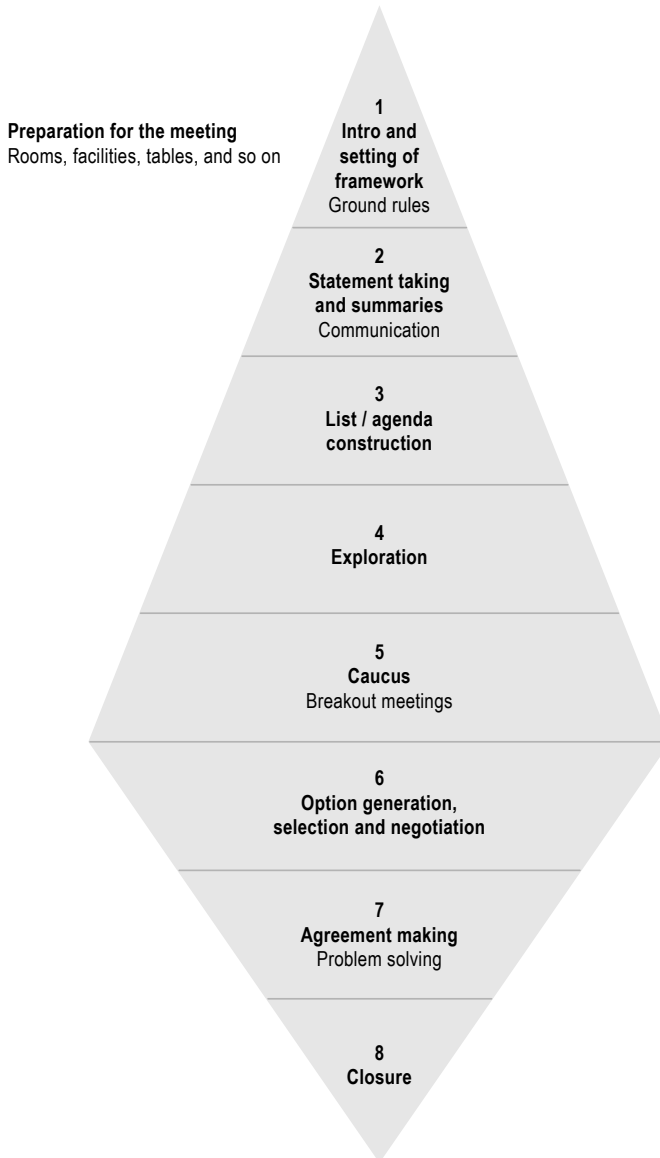 Preparation for the meeting
Rooms, facilities, tables, and so on
1
Intro and
setting of
framework
Ground rules
2
Statement taking
and summaries
Communication
3
List / agenda
construction
4
Exploration
5
Caucus
Breakout meetings
6
Option generation,
selection and negotiation
7
Agreement making
Problem solving
8
Closure